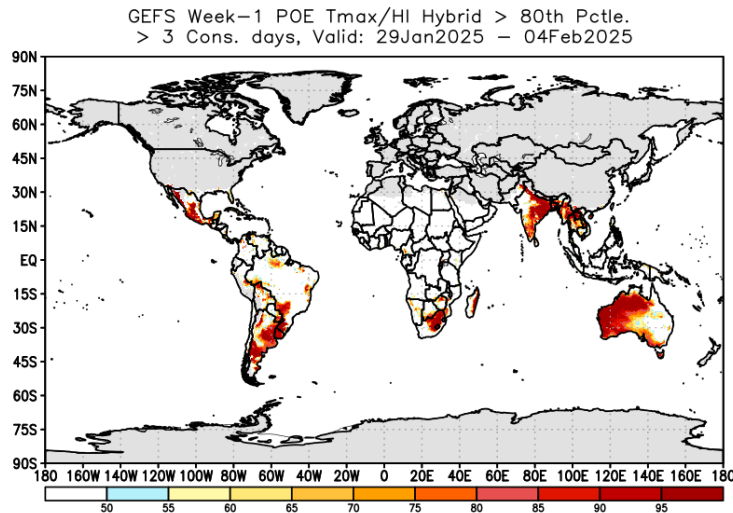 GEFS Week-1 POE Tmax/HI Hybrid > 80th Pctle.
> 3 Cons. days, Valid: 29Jan2025 - 04Feb2025
90N
75N
60N
45N
30N
15N
EQ
15S
30S
45S
60S
75S
90S
180 160W 140W 120W 100W 80W 60W 40W 20W 0 20E 40E 60E 80E 100E 120E 140E 160E 180
50 55 60 65 70 75 80 85 90 95